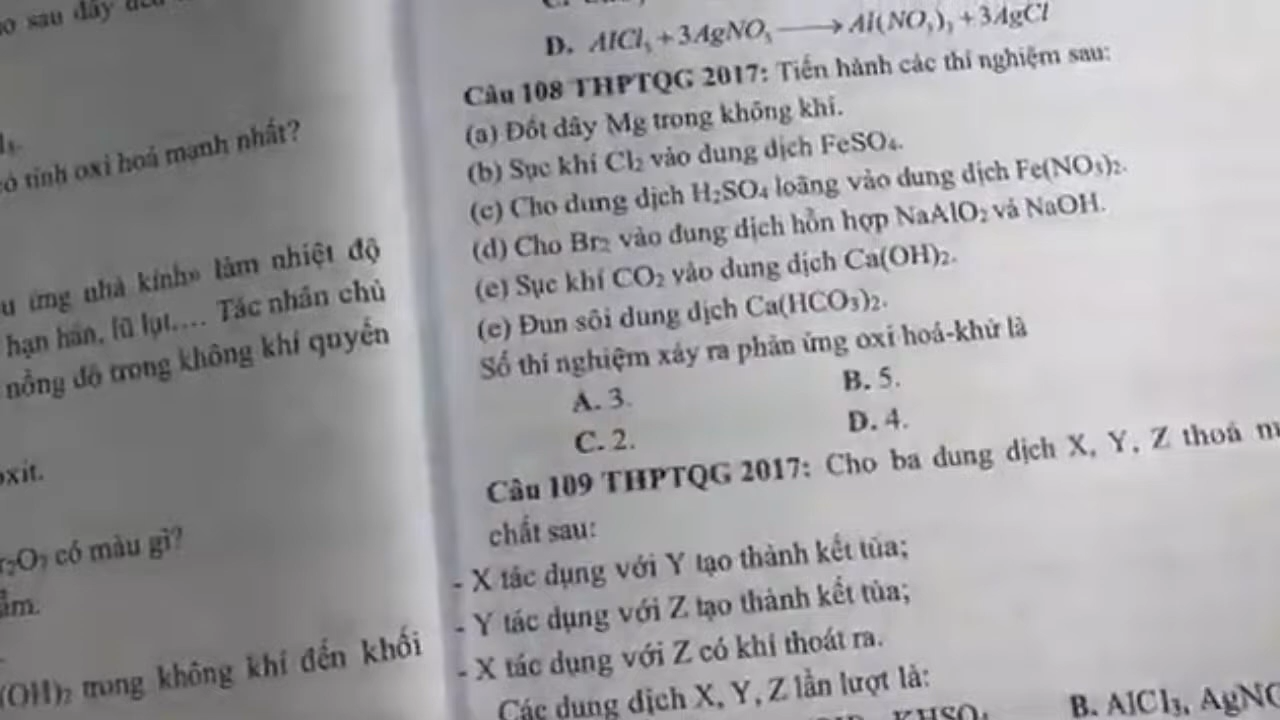 sau đây
có tính oxi hoá mạnh nhất?
ứng nhà kính» làm nhiệt độ
hạn hán, lũ lụt,... Tác nhân chủ
nồng độ trong không khí quyển
oxit.
có màu gì?
(OH)₂ trong không khí đến khối
D. AlCl₃ + 3AgNO₃ ⟶ Al(NO₃)₃ + 3AgCl
Câu 108 THPTQG 2017: Tiến hành các thí nghiệm sau:
(a) Đốt dây Mg trong không khí.
(b) Sục khí Cl₂ vào dung dịch FeSO₄.
(c) Cho dung dịch H₂SO₄ loãng vào dung dịch Fe(NO₃)₂.
(d) Cho Br₂ vào dung dịch hỗn hợp NaAlO₂ và NaOH.
(e) Sục khí CO₂ vào dung dịch Ca(OH)₂.
(e) Đun sôi dung dịch Ca(HCO₃)₂.
Số thí nghiệm xảy ra phản ứng oxi hoá-khử là
A. 3. B. 5.
C. 2. D. 4.
Câu 109 THPTQG 2017: Cho ba dung dịch X, Y, Z thoả
chất sau:
- X tác dụng với Y tạo thành kết tủa;
- Y tác dụng với Z tạo thành kết tủa;
- X tác dụng với Z có khí thoát ra.
Các dung dịch X, Y, Z lần lượt là:
KHSO₄ B. AlCl₃,